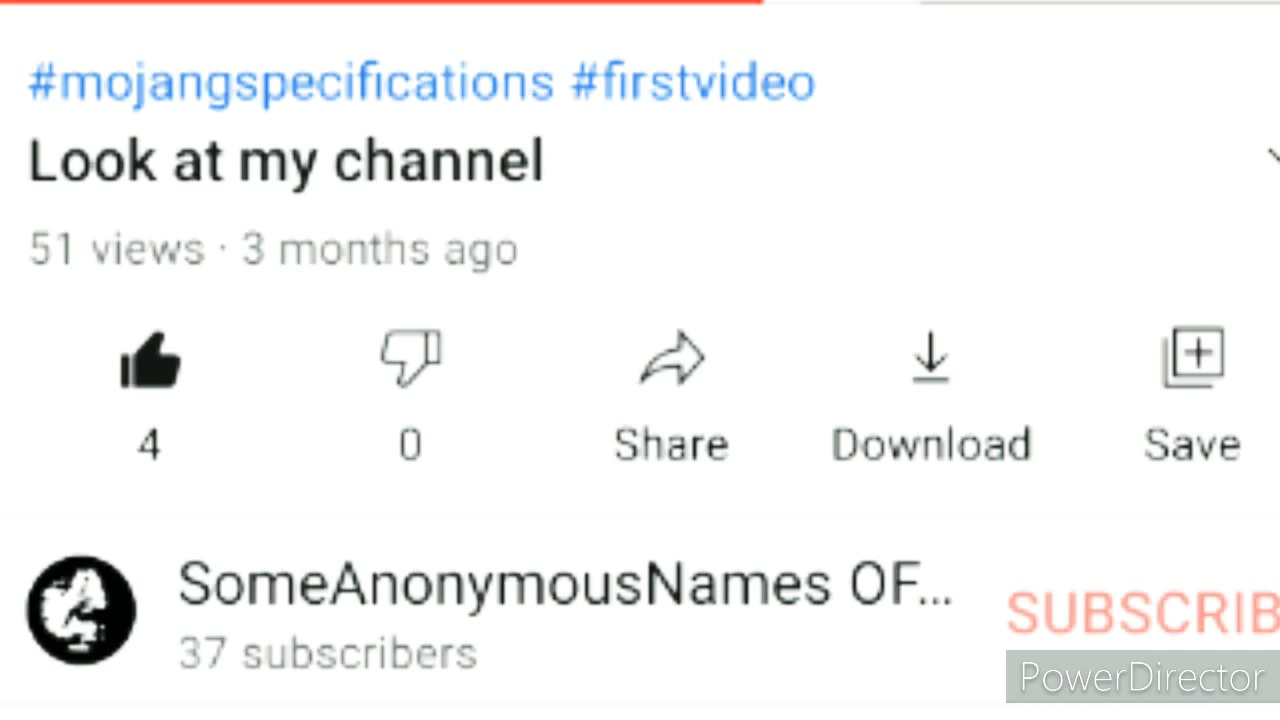 #mojangspecifications #firstvideo
Look at my channel
51 views · 3 months ago
4 0 Share Download Save
SomeAnonymousNames OF...
37 subscribers
SUBSCRIB
PowerDirector